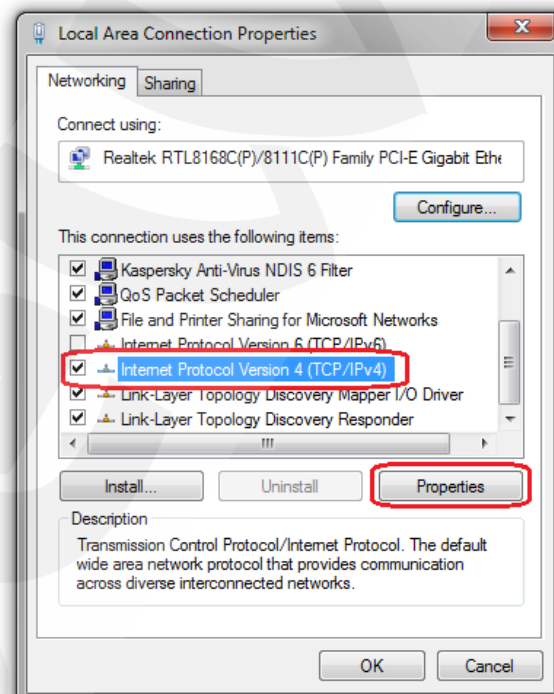 Local Area Connection Properties
Networking
Sharing
Connect using:
Realtek RTL8168C(P)/8111C(P) Family PCI-E Gigabit Ethe
Configure...
This connection uses the following items:
Kaspersky Anti-Virus NDIS 6 Filter
QoS Packet Scheduler
File and Printer Sharing for Microsoft Networks
Internet Protocol Version 6 (TCP/IPv6)
Internet Protocol Version 4 (TCP/IPv4)
Link-Layer Topology Discovery Mapper I/O Driver
Link-Layer Topology Discovery Responder
Install...
Uninstall
Properties
Description
Transmission Control Protocol/Internet Protocol. The default
wide area network protocol that provides communication
across diverse interconnected networks.
OK
Cancel